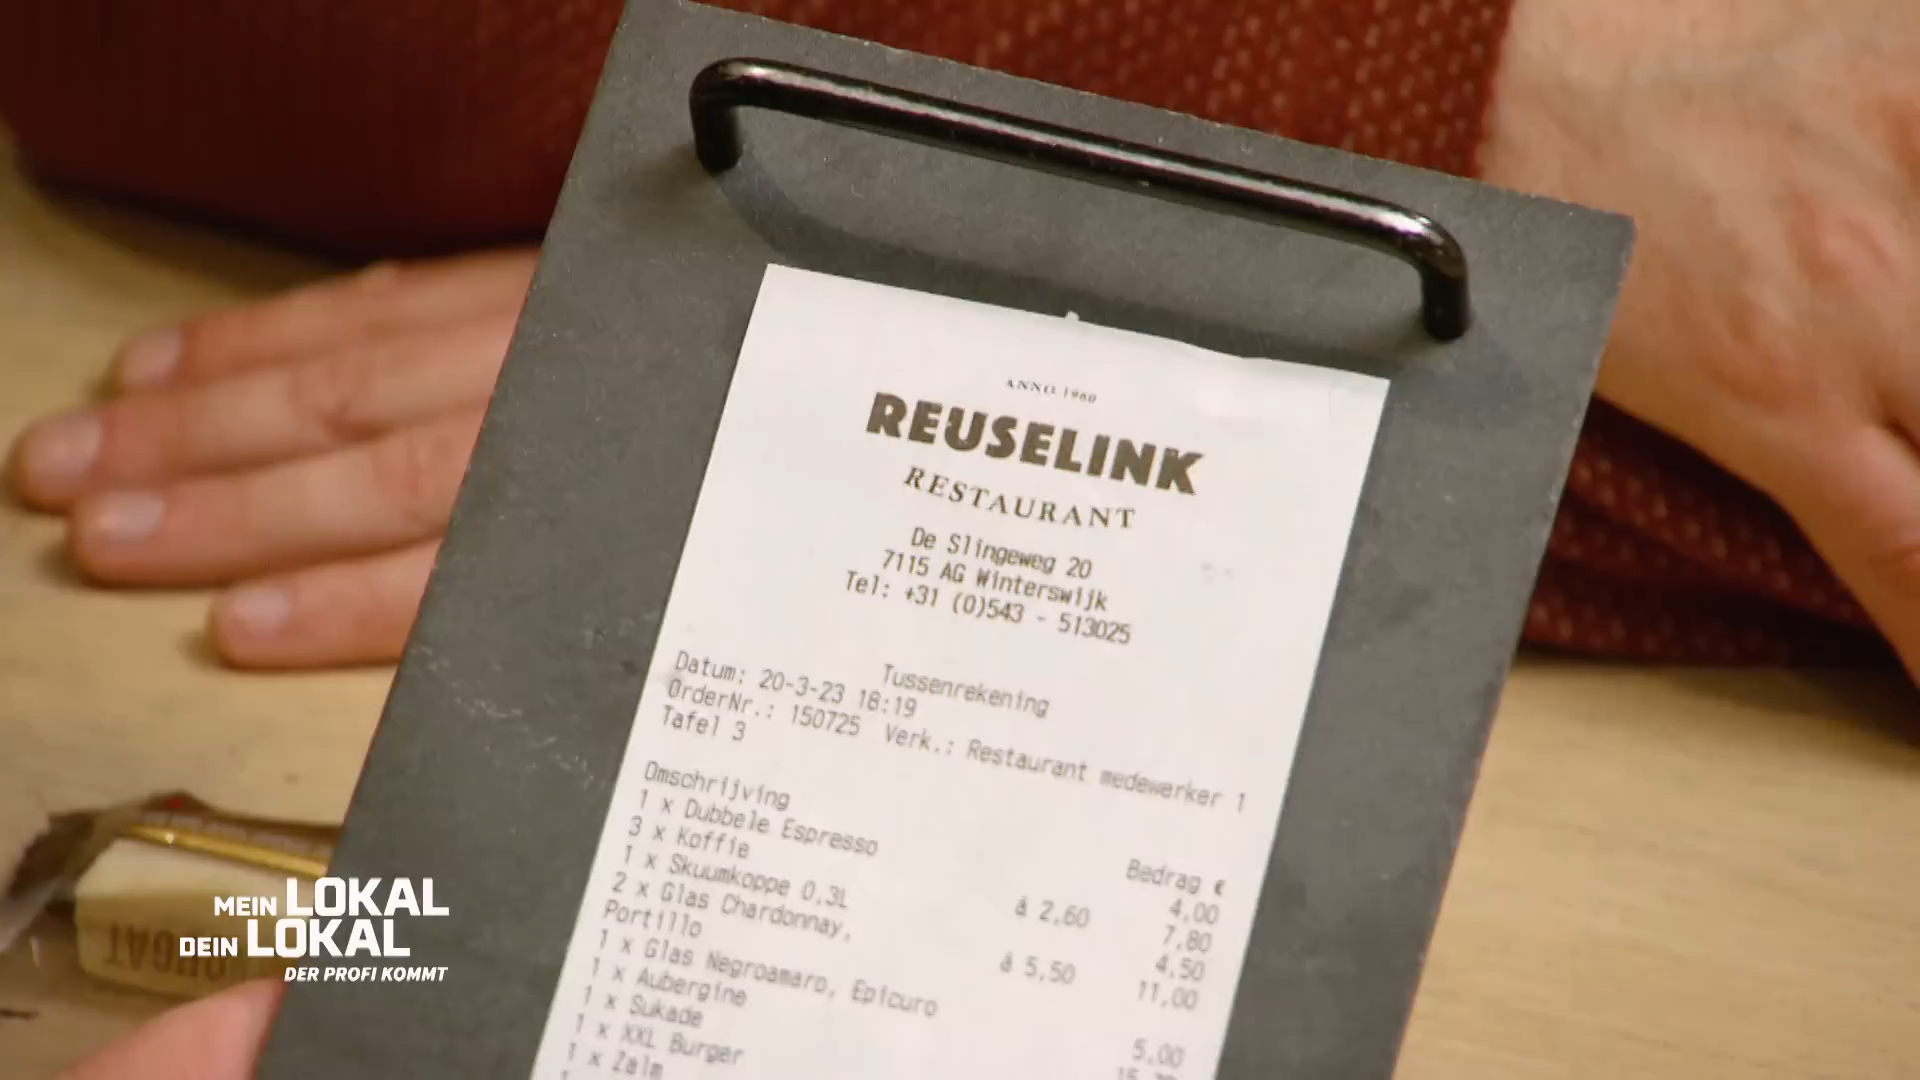 ANNO 1960
REUSELINK
RESTAURANT
De Slingeweg 20
7115 AG Winterswijk
Tel: +31 (0)543 - 513025
Tussenrekening
Datum: 20-3-23 18:19
OrderNr.: 150725 Verk.: Restaurant medewerker 1
Tafel 3
Omschrijving Bedrag €
1 x Dubbele Espresso 4,00
3 x Koffie à 2,60 7,80
1 x Skuumkoppe 0,3L 4,50
2 x Glas Chardonnay, à 5,50 11,00
Portillo
1 x Glas Negroamaro, Epicuro 5,00
1 x Aubergine
1 x Sukade
1 x XXL Burger
1 x Zalm
MEIN LOKAL
DEIN LOKAL
DER PROFI KOMMT
NOUGAT